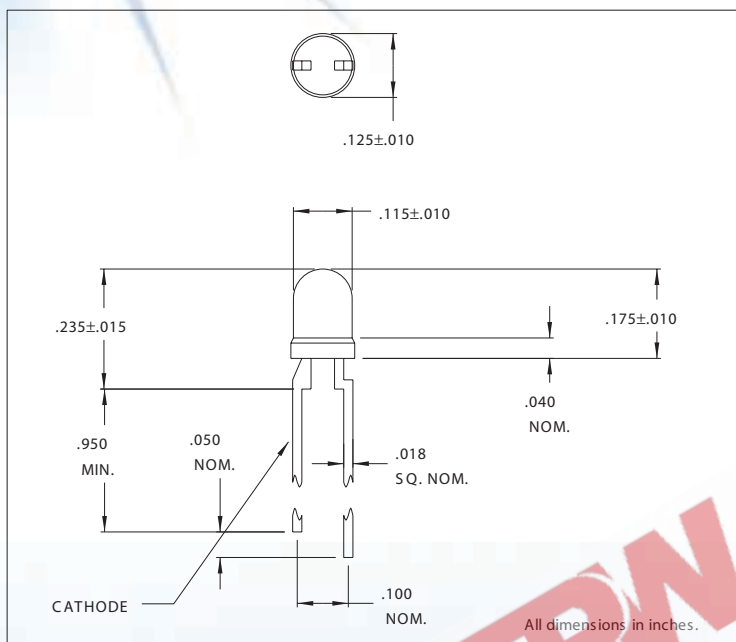 .125±.010
.115±.010
.235±.015
.175±.010
.040
NOM.
.950
MIN.
.050
NOM.
.018
SQ. NOM.
CATHODE
.100
NOM.
All dimensions in inches.